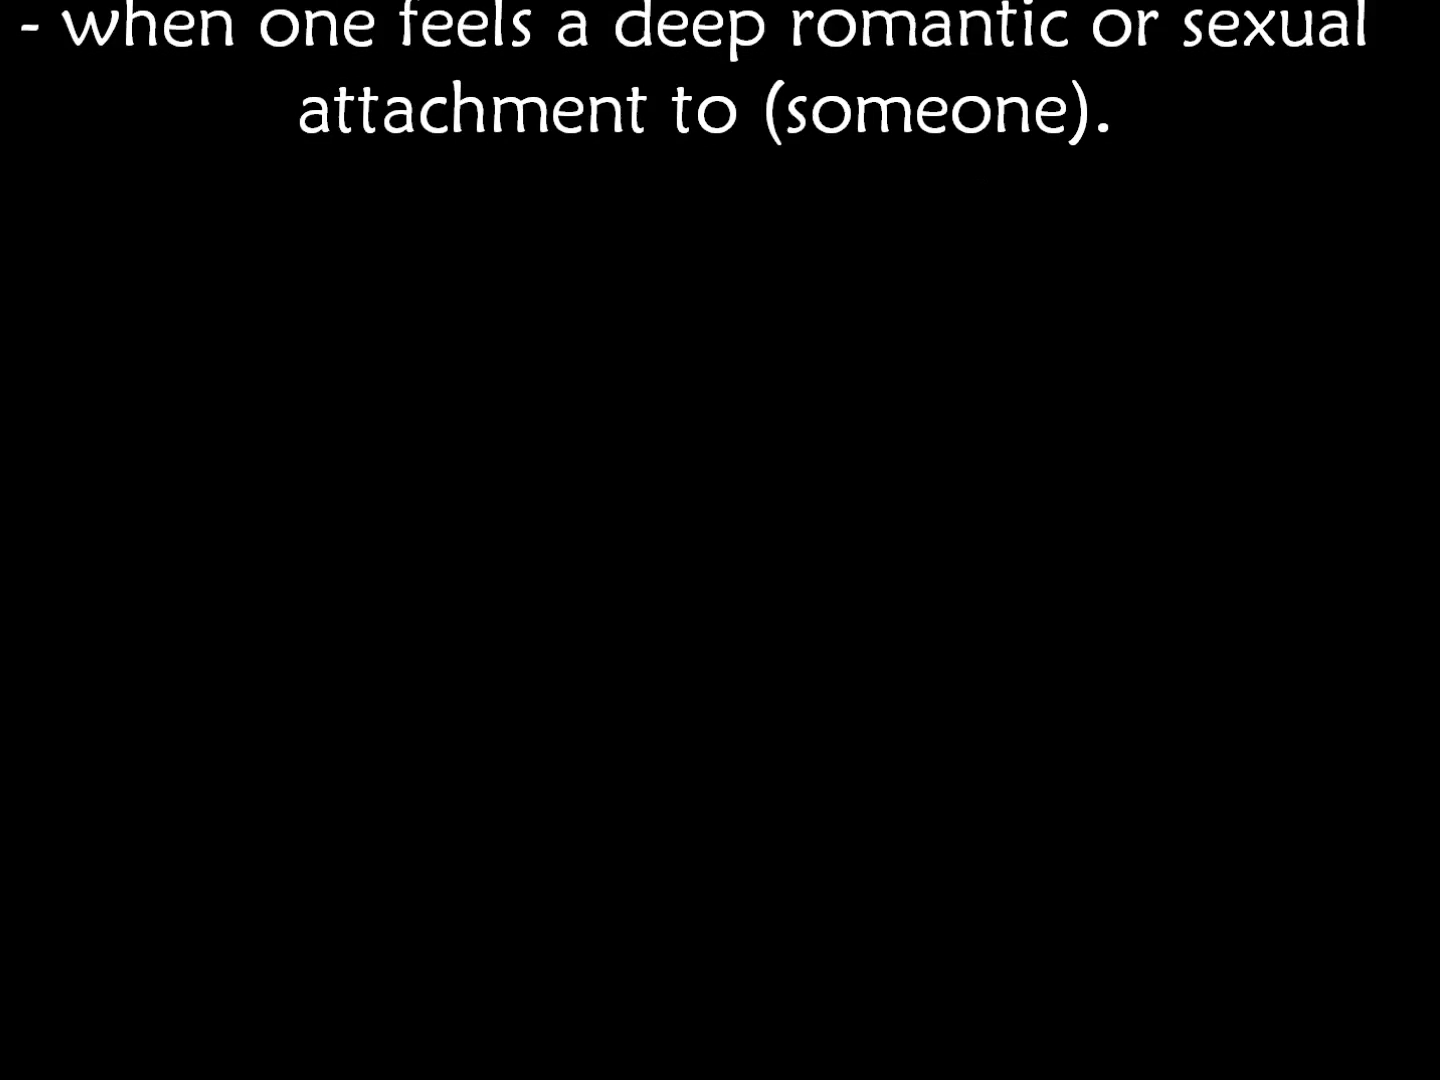 - when one feels a deep romantic or sexual
attachment to (someone).